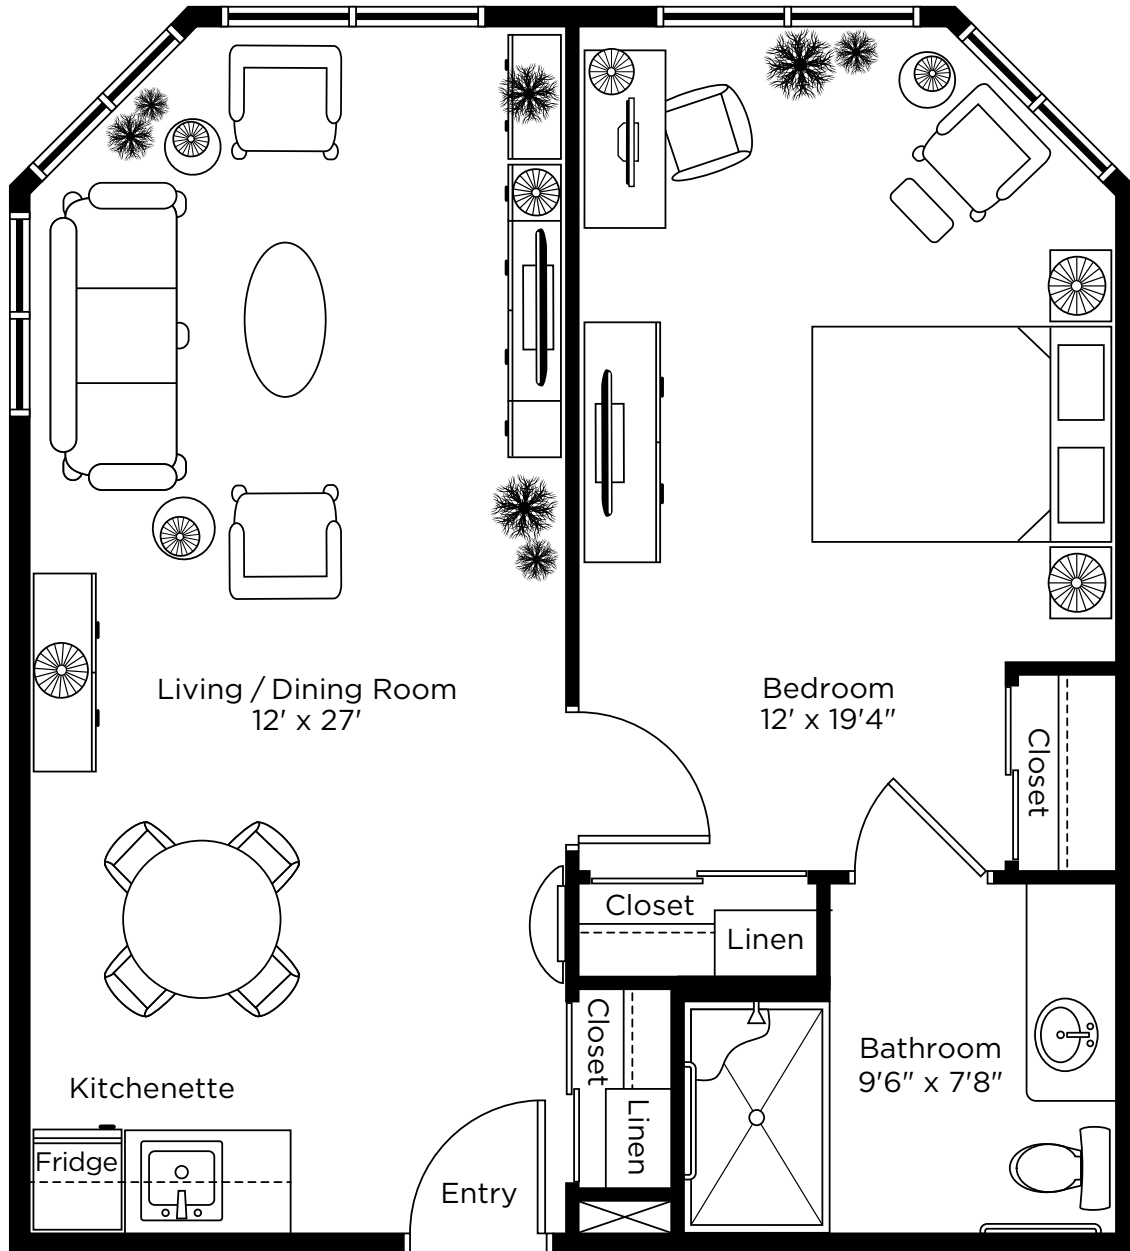 Living / Dining Room
12' x 27'
Bedroom
12' x 19'4"
Closet
Closet
Linen
Closet
Linen
Bathroom
9'6" x 7'8"
Kitchenette
Fridge
Entry